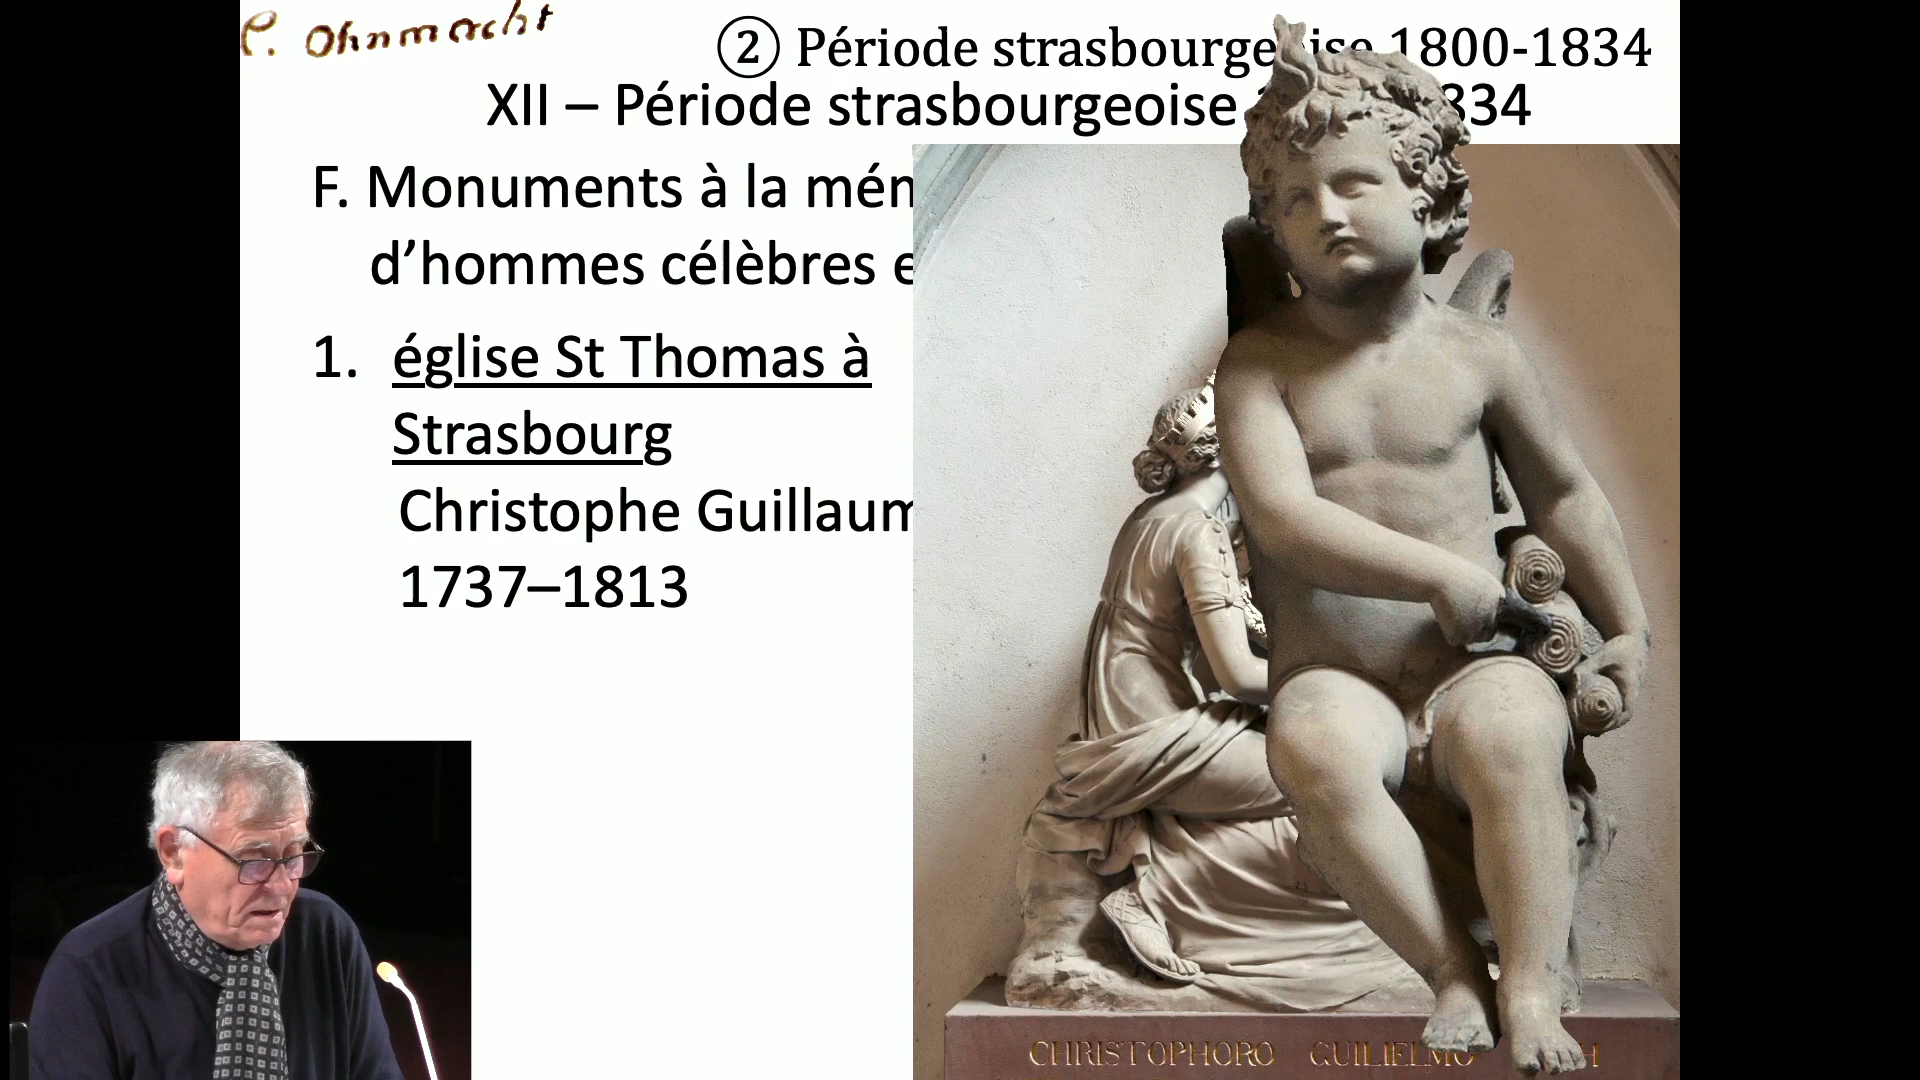 P. Ohnmacht
② Période strasbourgeoise 1800-1834
XII – Période strasbourgeoise 834
F. Monuments à la mém
d’hommes célèbres e
1. église St Thomas à
Strasbourg
Christophe Guillaum
1737–1813
CHRISTOPHORO GUILIELMO H